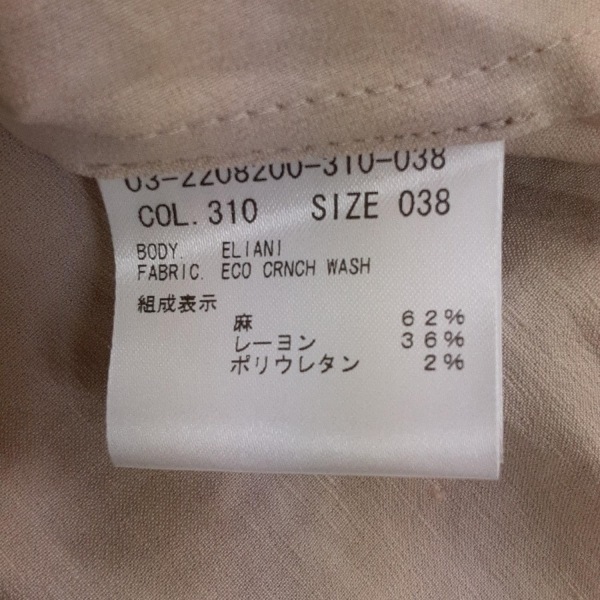 03-2208200-310-038
COL. 310 SIZE 038
BODY. ELIANI
FABRIC. ECO CRNCH WASH
組成表示
麻 62%
レーヨン 36%
ポリウレタン 2%